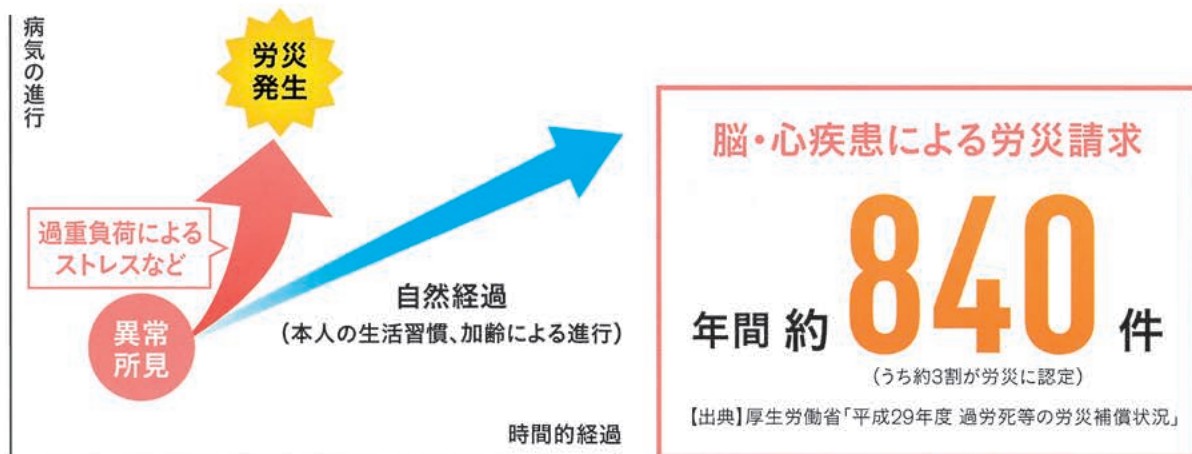 病気の進行
労災
発生
過重負荷による
ストレスなど
異常
所見
自然経過
（本人の生活習慣、加齢による進行）
時間的経過
脳・心疾患による労災請求
年間 約 840 件
（うち約3割が労災に認定）
【出典】厚生労働省「平成29年度 過労死等の労災補償状況」